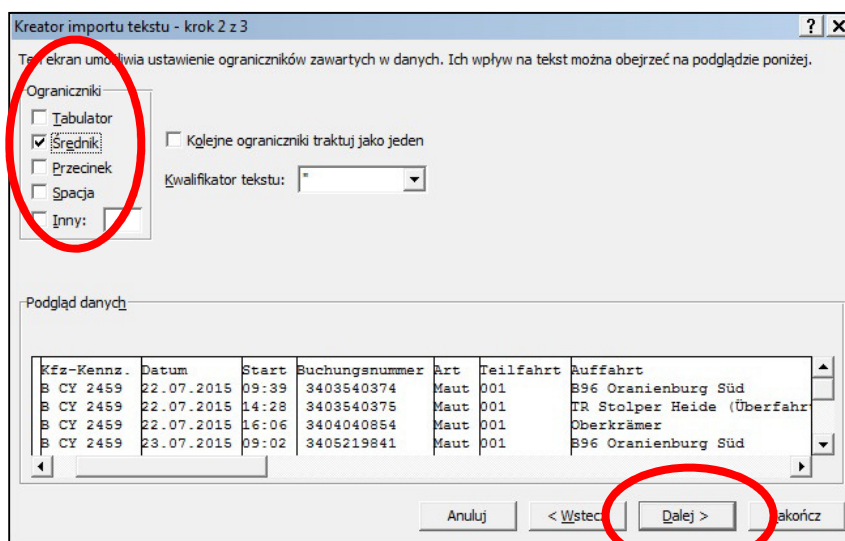 Kreator importu tekstu - krok 2 z 3
Ten ekran umożliwia ustawienie ograniczników zawartych w danych. Ich wpływ na tekst można obejrzeć na podglądzie poniżej.
Ograniczniki
Tabulator
Średnik
Przecinek
Spacja
Inny:
Kolejne ograniczniki traktuj jako jeden
Kwalifikator tekstu: "
Podgląd danych
Kfz-Kennz. Datum Start Buchungsnummer Art Teilfahrt Auffahrt
B CY 2459 22.07.2015 09:39 3403540374 Maut 001 B96 Oranienburg Süd
B CY 2459 22.07.2015 14:28 3403540375 Maut 001 TR Stolper Heide (Überfahr
B CY 2459 22.07.2015 16:06 3404040854 Maut 001 Oberkrämer
B CY 2459 23.07.2015 09:02 3405219841 Maut 001 B96 Oranienburg Süd
Anuluj < Wstecz Dalej > Zakończ